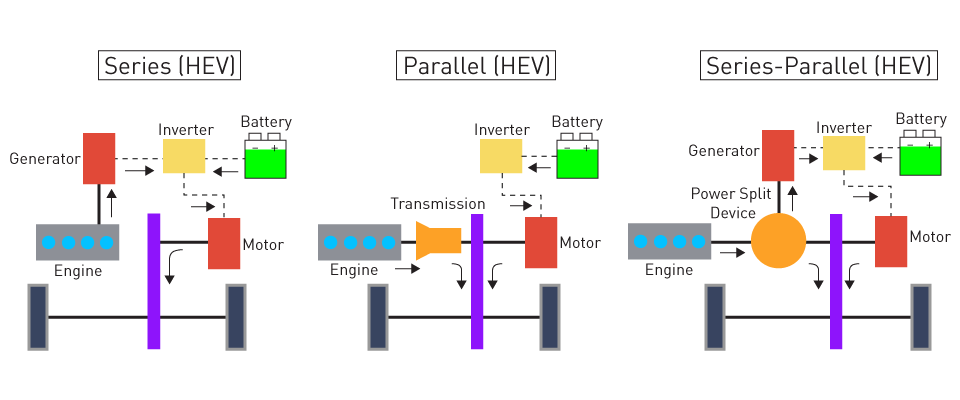 Series (HEV)
Generator
Inverter
Battery
− +
Engine
Motor
Parallel (HEV)
Inverter
Battery
− +
Transmission
Engine
Motor
Series-Parallel (HEV)
Generator
Inverter
Battery
− +
Power Split
Device
Engine
Motor